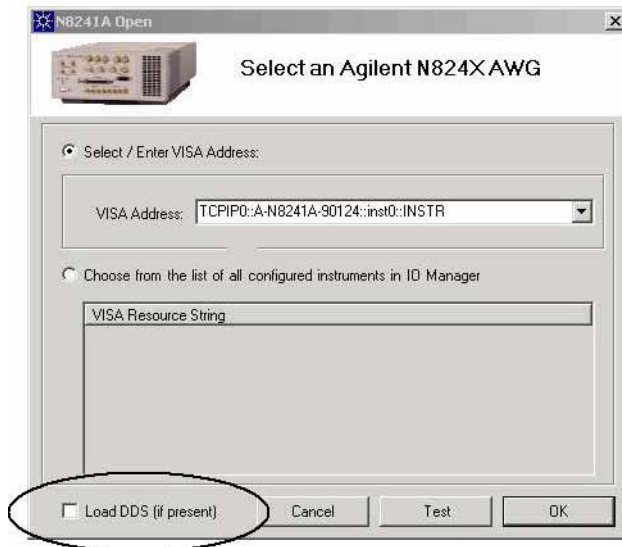 N8241A Open
Select an Agilent N824X AWG
Select / Enter VISA Address:
VISA Address: TCPIP0::A-N8241A-90124::inst0::INSTR
Choose from the list of all configured instruments in IO Manager
VISA Resource String
Load DDS (if present)
Cancel
Test
OK